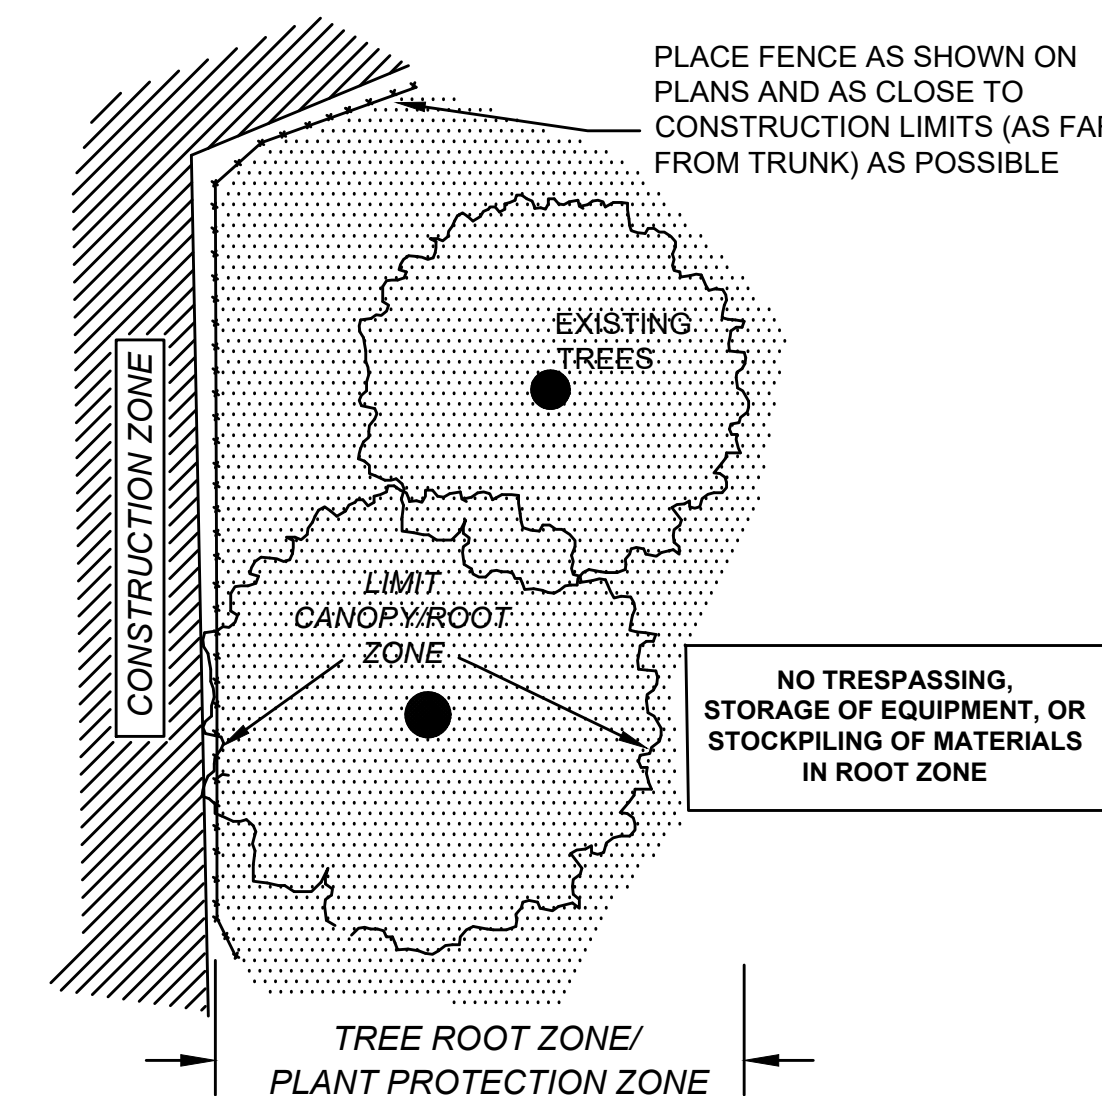 PLACE FENCE AS SHOWN ON
PLANS AND AS CLOSE TO
CONSTRUCTION LIMITS (AS FAR
FROM TRUNK) AS POSSIBLE
EXISTING
TREES
CONSTRUCTION ZONE
LIMIT
CANOPY/ROOT
ZONE
NO TRESPASSING,
STORAGE OF EQUIPMENT, OR
STOCKPILING OF MATERIALS
IN ROOT ZONE
TREE ROOT ZONE/
PLANT PROTECTION ZONE